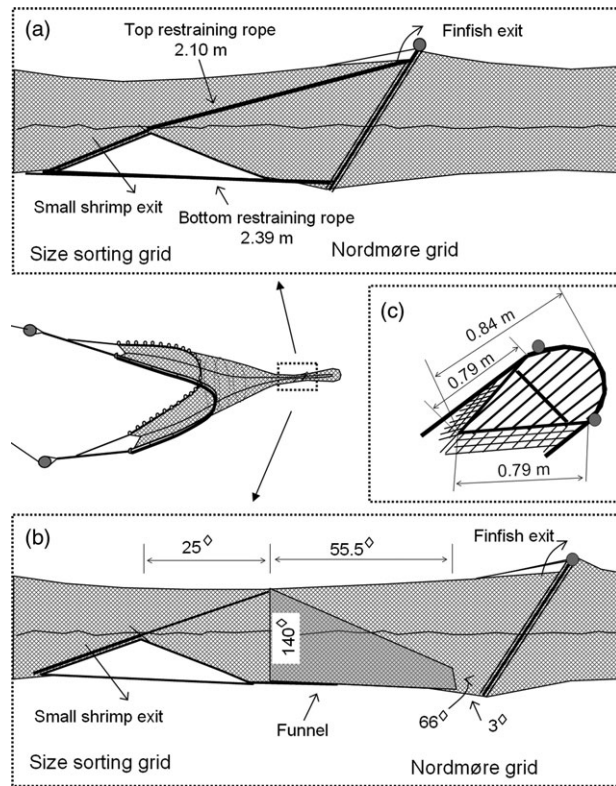 (a)
Top restraining rope
2.10 m
Finfish exit
Small shrimp exit
Bottom restraining rope
2.39 m
Size sorting grid
Nordmøre grid
(c)
0.84 m
0.79 m
0.79 m
(b)
25◊
55.5◊
Finfish exit
140◊
Small shrimp exit
Funnel
66◊
3◊
Size sorting grid
Nordmøre grid